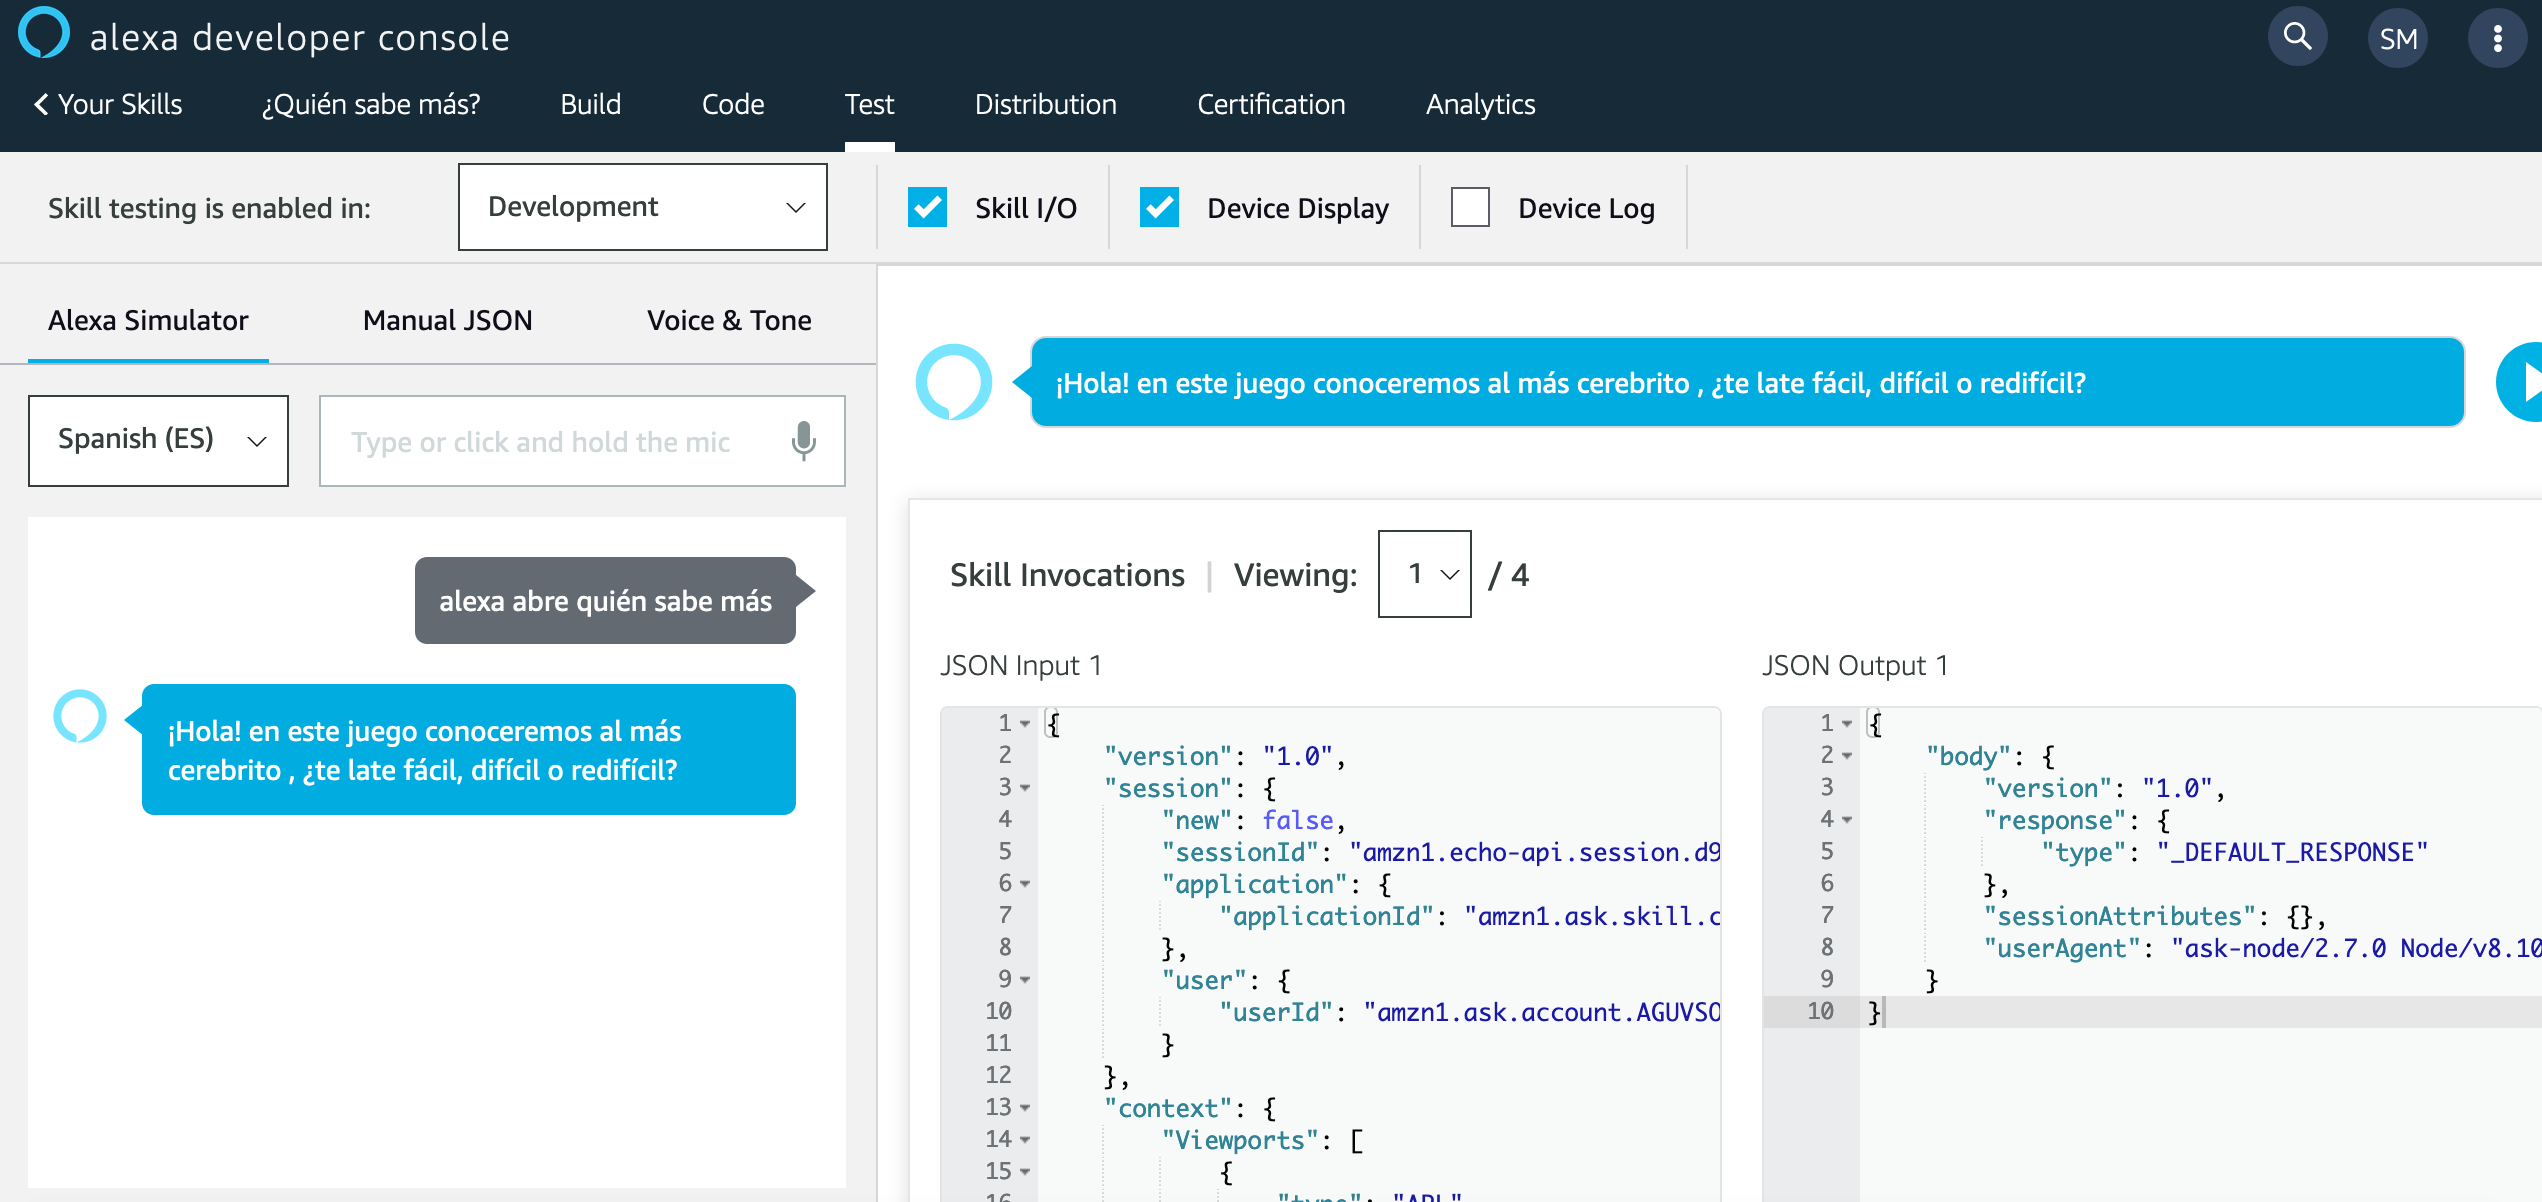 alexa developer console
SM
Your Skills
¿Quién sabe más?
Build
Code
Test
Distribution
Certification
Analytics
Skill testing is enabled in:
Development
Skill I/O
Device Display
Device Log
Alexa Simulator
Manual JSON
Voice & Tone
Spanish (ES)
Type or click and hold the mic
alexa abre quién sabe más
¡Hola! en este juego conoceremos al más
cerebrito , ¿te late fácil, difícil o redifícil?
¡Hola! en este juego conoceremos al más cerebrito , ¿te late fácil, difícil o redifícil?
Skill Invocations | Viewing: 1 / 4
JSON Input 1
1 {
2 "version": "1.0",
3 "session": {
4 "new": false,
5 "sessionId": "amzn1.echo-api.session.d9
6 "application": {
7 "applicationId": "amzn1.ask.skill.c
8 },
9 "user": {
10 "userId": "amzn1.ask.account.AGUVSO
11 }
12 },
13 "context": {
14 "Viewports": [
15 {
16 "type": "APL"
JSON Output 1
1 {
2 "body": {
3 "version": "1.0",
4 "response": {
5 "type": "_DEFAULT_RESPONSE"
6 },
7 "sessionAttributes": {},
8 "userAgent": "ask-node/2.7.0 Node/v8.10
9 }
10 }